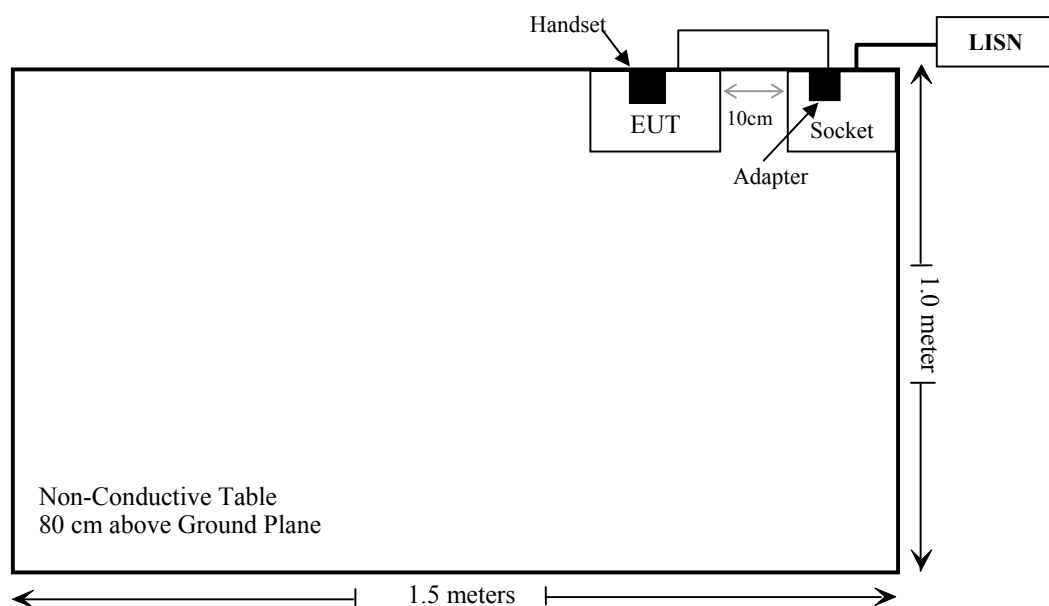 Handset
LISN
EUT
10cm
Socket
Adapter
1.0 meter
Non-Conductive Table
80 cm above Ground Plane
1.5 meters